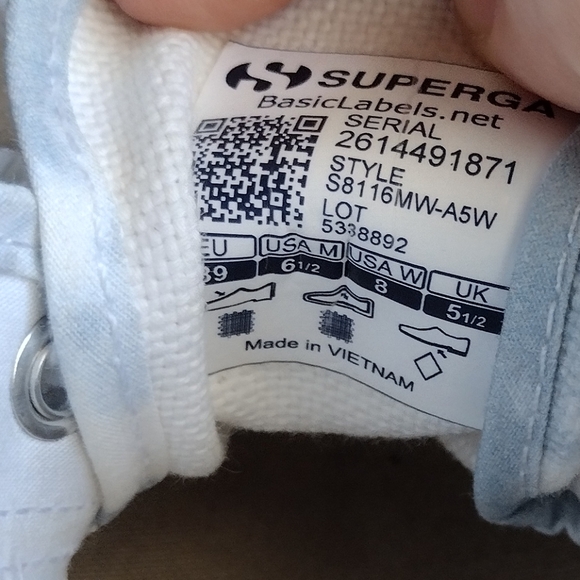 SUPERGA
BasicLabels.net
SERIAL
2614491871
STYLE
S8116MW-A5W
LOT
5338892
EU USA M USA W UK
39 6 1/2 8 5 1/2
Made in VIETNAM